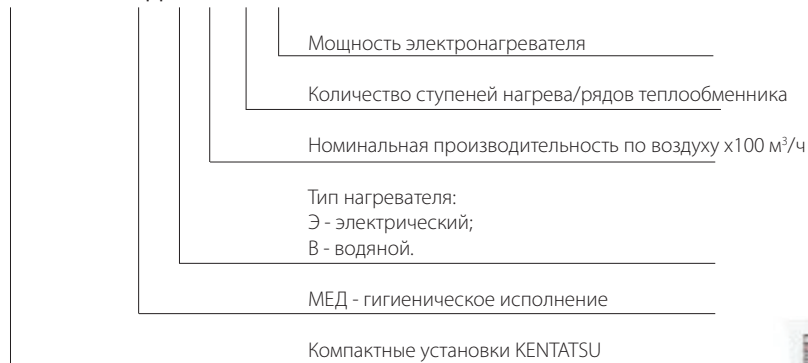 Мощность электронагревателя
Количество ступеней нагрева/рядов теплообменника
Номинальная производительность по воздуху х100 м³/ч
Тип нагревателя:
Э - электрический;
В - водяной.
МЕД - гигиеническое исполнение
Компактные установки KENTATSU